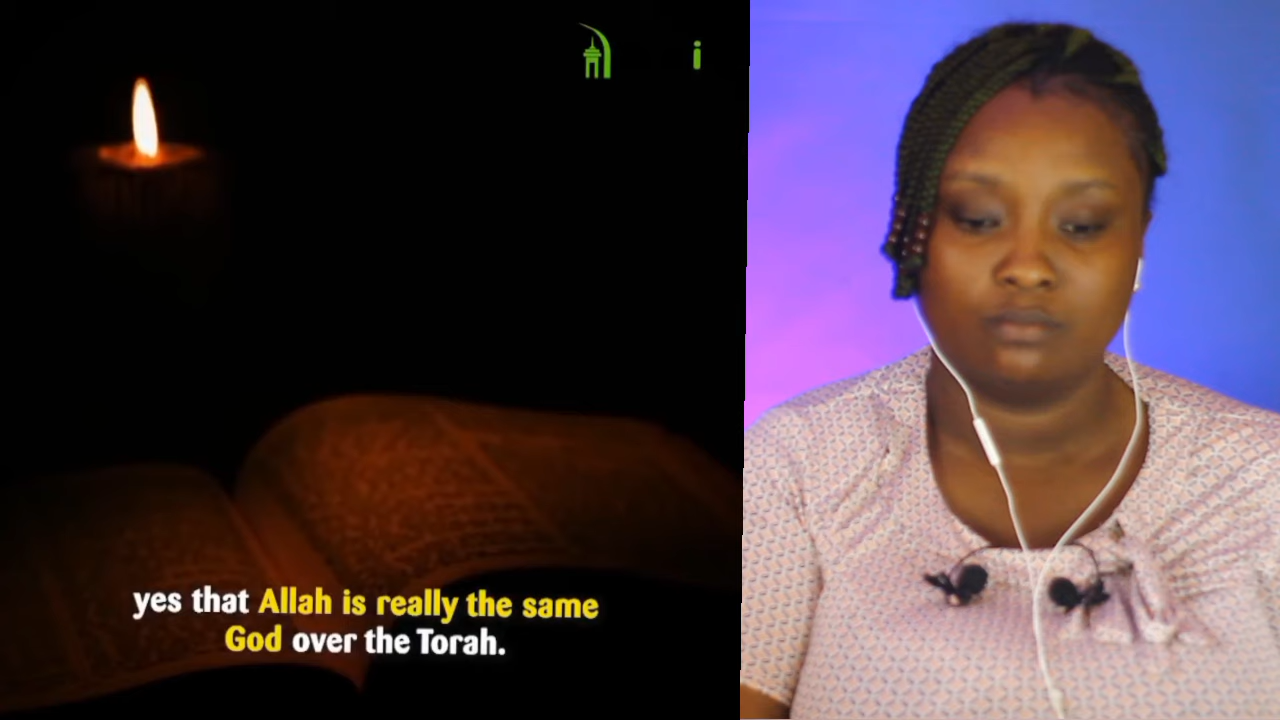 i
yes that Allah is really the same
God over the Torah.